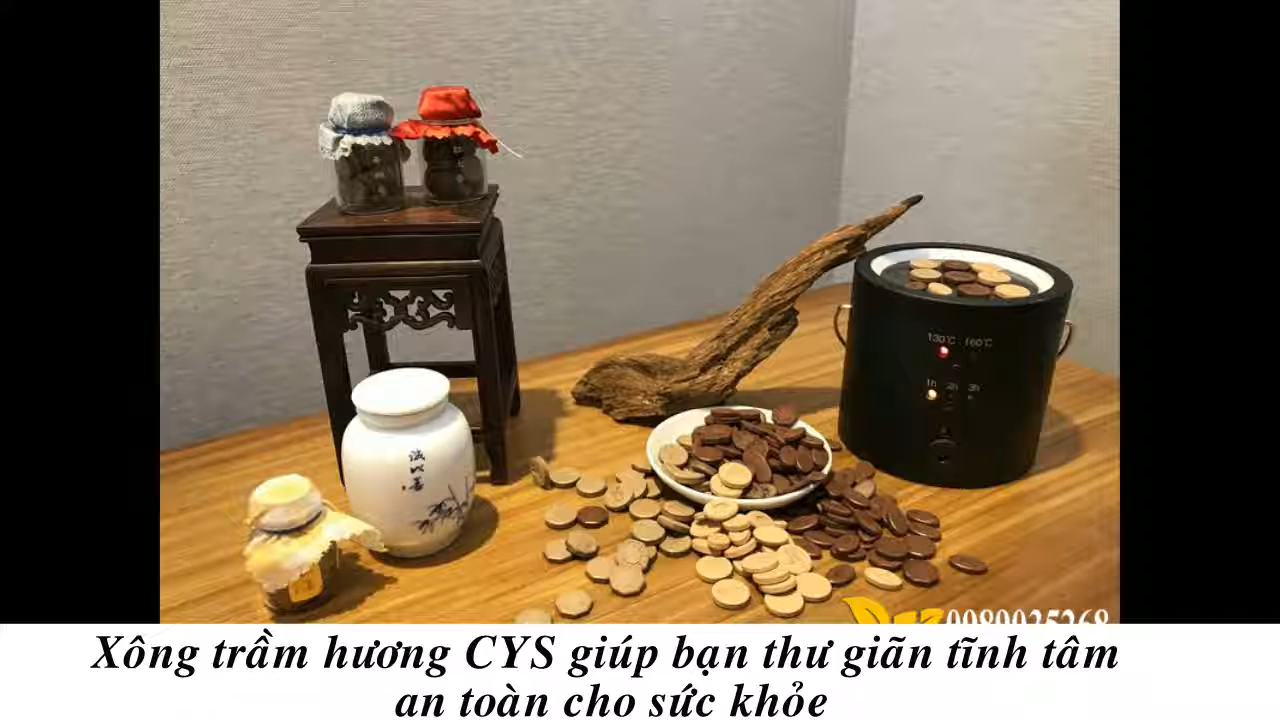 130℃ 160℃
1h 2h 3h
Xông trầm hương CYS giúp bạn thư giãn tĩnh tâm
an toàn cho sức khỏe